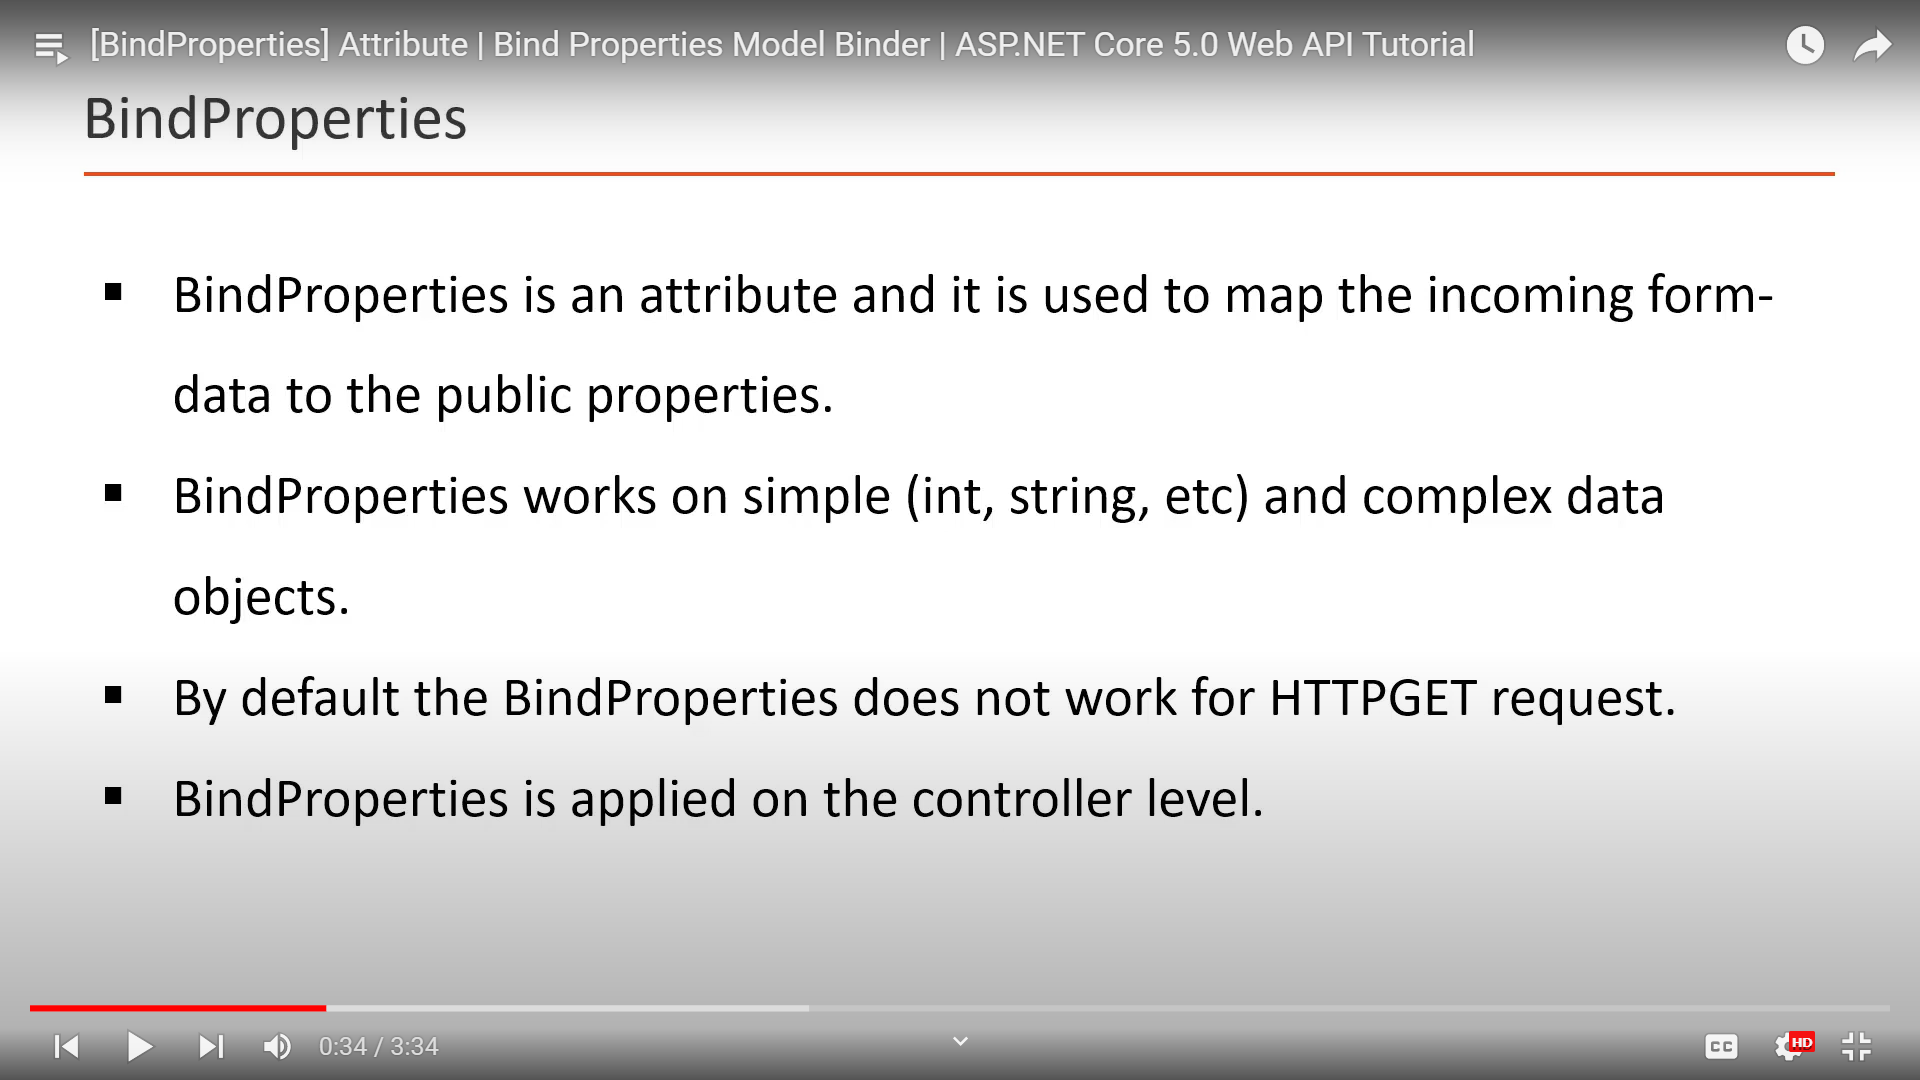 [BindProperties] Attribute | Bind Properties Model Binder | ASP.NET Core 5.0 Web API Tutorial
BindProperties
▪ BindProperties is an attribute and it is used to map the incoming form-
data to the public properties.
▪ BindProperties works on simple (int, string, etc) and complex data
objects.
▪ By default the BindProperties does not work for HTTPGET request.
▪ BindProperties is applied on the controller level.
0:34 / 3:34
CC
HD